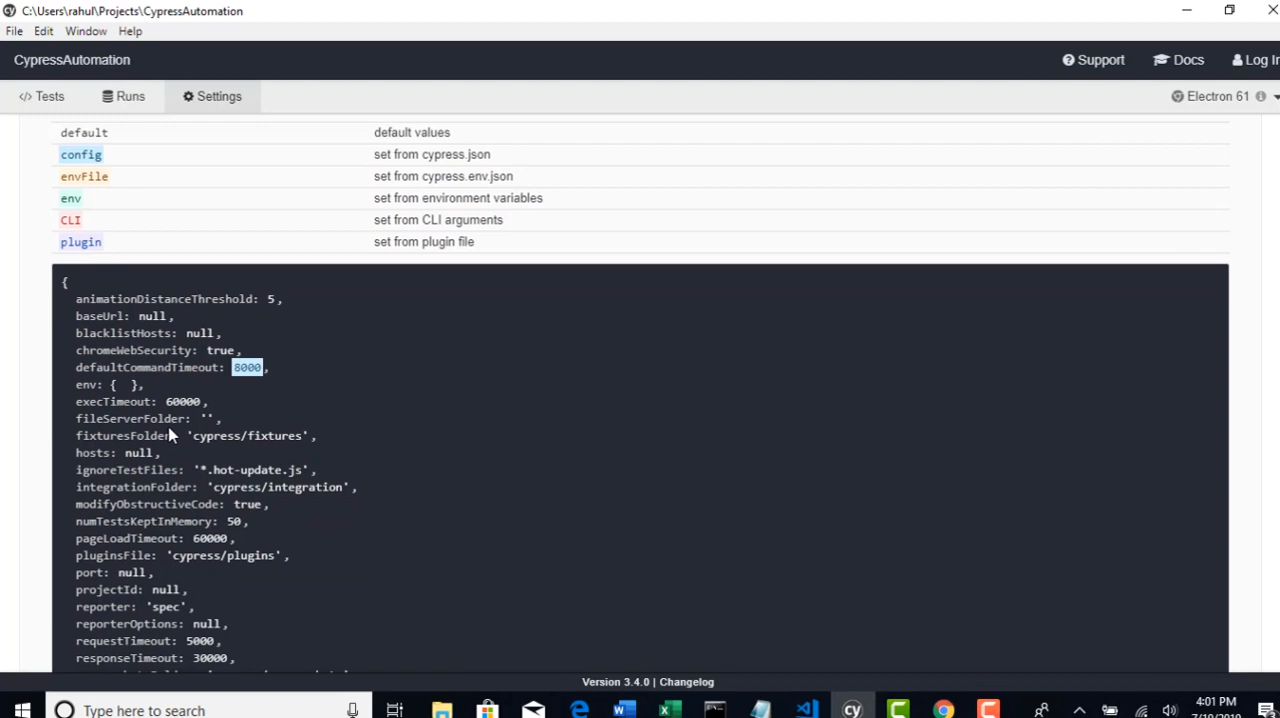 C:\Users\rahul\Projects\CypressAutomation
File Edit Window Help
CypressAutomation
Support Docs Log In
</> Tests Runs Settings Electron 61
default default values
config set from cypress.json
envFile set from cypress.env.json
env set from environment variables
CLI set from CLI arguments
plugin set from plugin file
{
animationDistanceThreshold: 5,
baseUrl: null,
blacklistHosts: null,
chromeWebSecurity: true,
defaultCommandTimeout: 8000,
env: { },
execTimeout: 60000,
fileServerFolder: '',
fixturesFolder: 'cypress/fixtures',
hosts: null,
ignoreTestFiles: '*.hot-update.js',
integrationFolder: 'cypress/integration',
modifyObstructiveCode: true,
numTestsKeptInMemory: 50,
pageLoadTimeout: 60000,
pluginsFile: 'cypress/plugins',
port: null,
projectId: null,
reporter: 'spec',
reporterOptions: null,
requestTimeout: 5000,
responseTimeout: 30000,
Version 3.4.0 | Changelog
Type here to search
4:01 PM